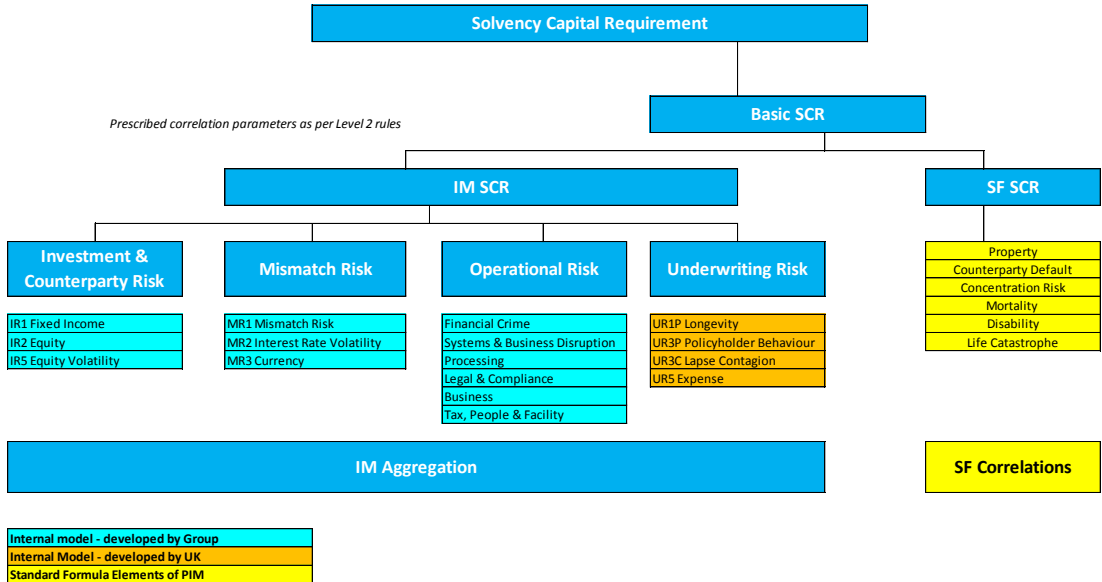 Solvency Capital Requirement
Basic SCR
Prescribed correlation parameters as per Level 2 rules
IM SCR
SF SCR
Investment &
Counterparty Risk
Mismatch Risk
Operational Risk
Underwriting Risk
Property
Counterparty Default
Concentration Risk
Mortality
Disability
Life Catastrophe
IR1 Fixed Income
IR2 Equity
IR5 Equity Volatility
MR1 Mismatch Risk
MR2 Interest Rate Volatility
MR3 Currency
Financial Crime
Systems & Business Disruption
Processing
Legal & Compliance
Business
Tax, People & Facility
UR1P Longevity
UR3P Policyholder Behaviour
UR3C Lapse Contagion
UR5 Expense
IM Aggregation
SF Correlations
Internal model - developed by Group
Internal Model - developed by UK
Standard Formula Elements of PIM